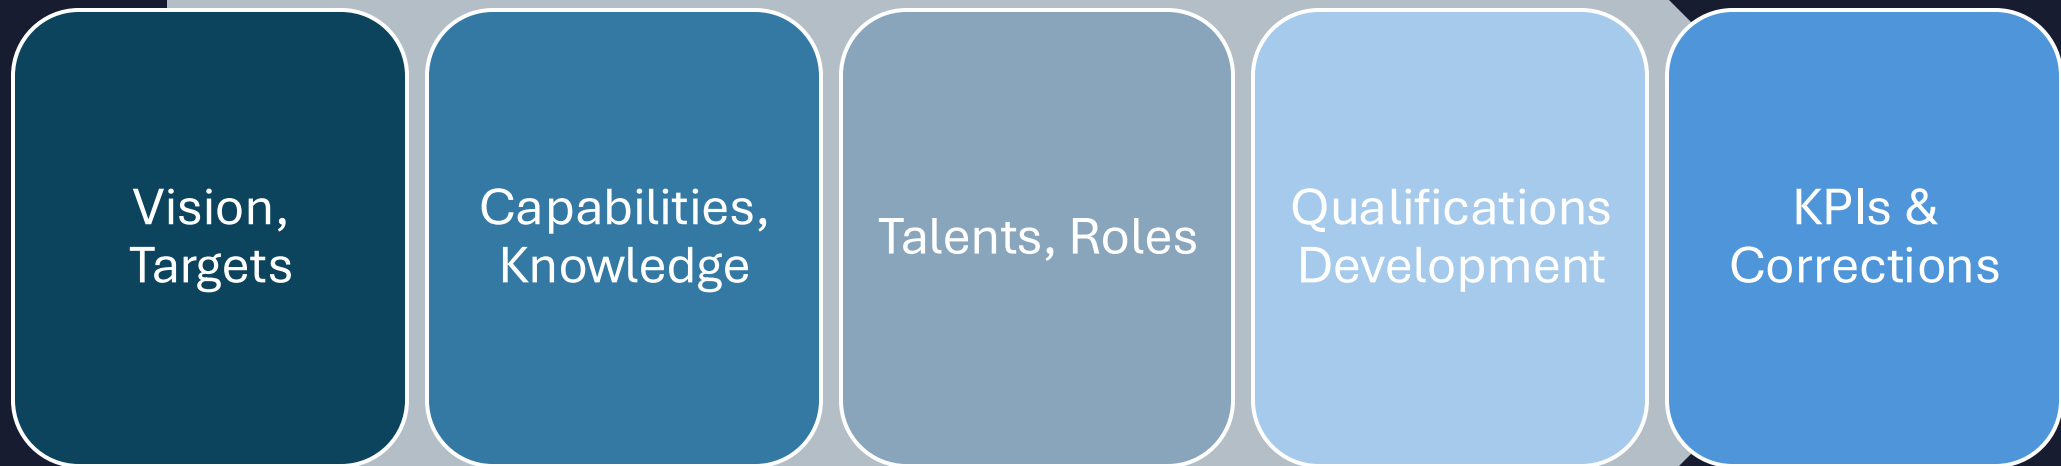 Vision,
Targets
Capabilities,
Knowledge
Talents, Roles
Qualifications
Development
KPIs &
Corrections